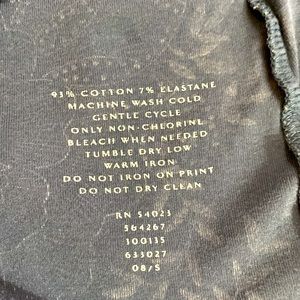 93% COTTON 7% ELASTANE
MACHINE WASH COLD
GENTLE CYCLE
ONLY NON-CHLORINE
BLEACH WHEN NEEDED
TUMBLE DRY LOW
WARM IRON
DO NOT IRON ON PRINT
DO NOT DRY CLEAN
RN 54023
564267
100135
633027
08/S